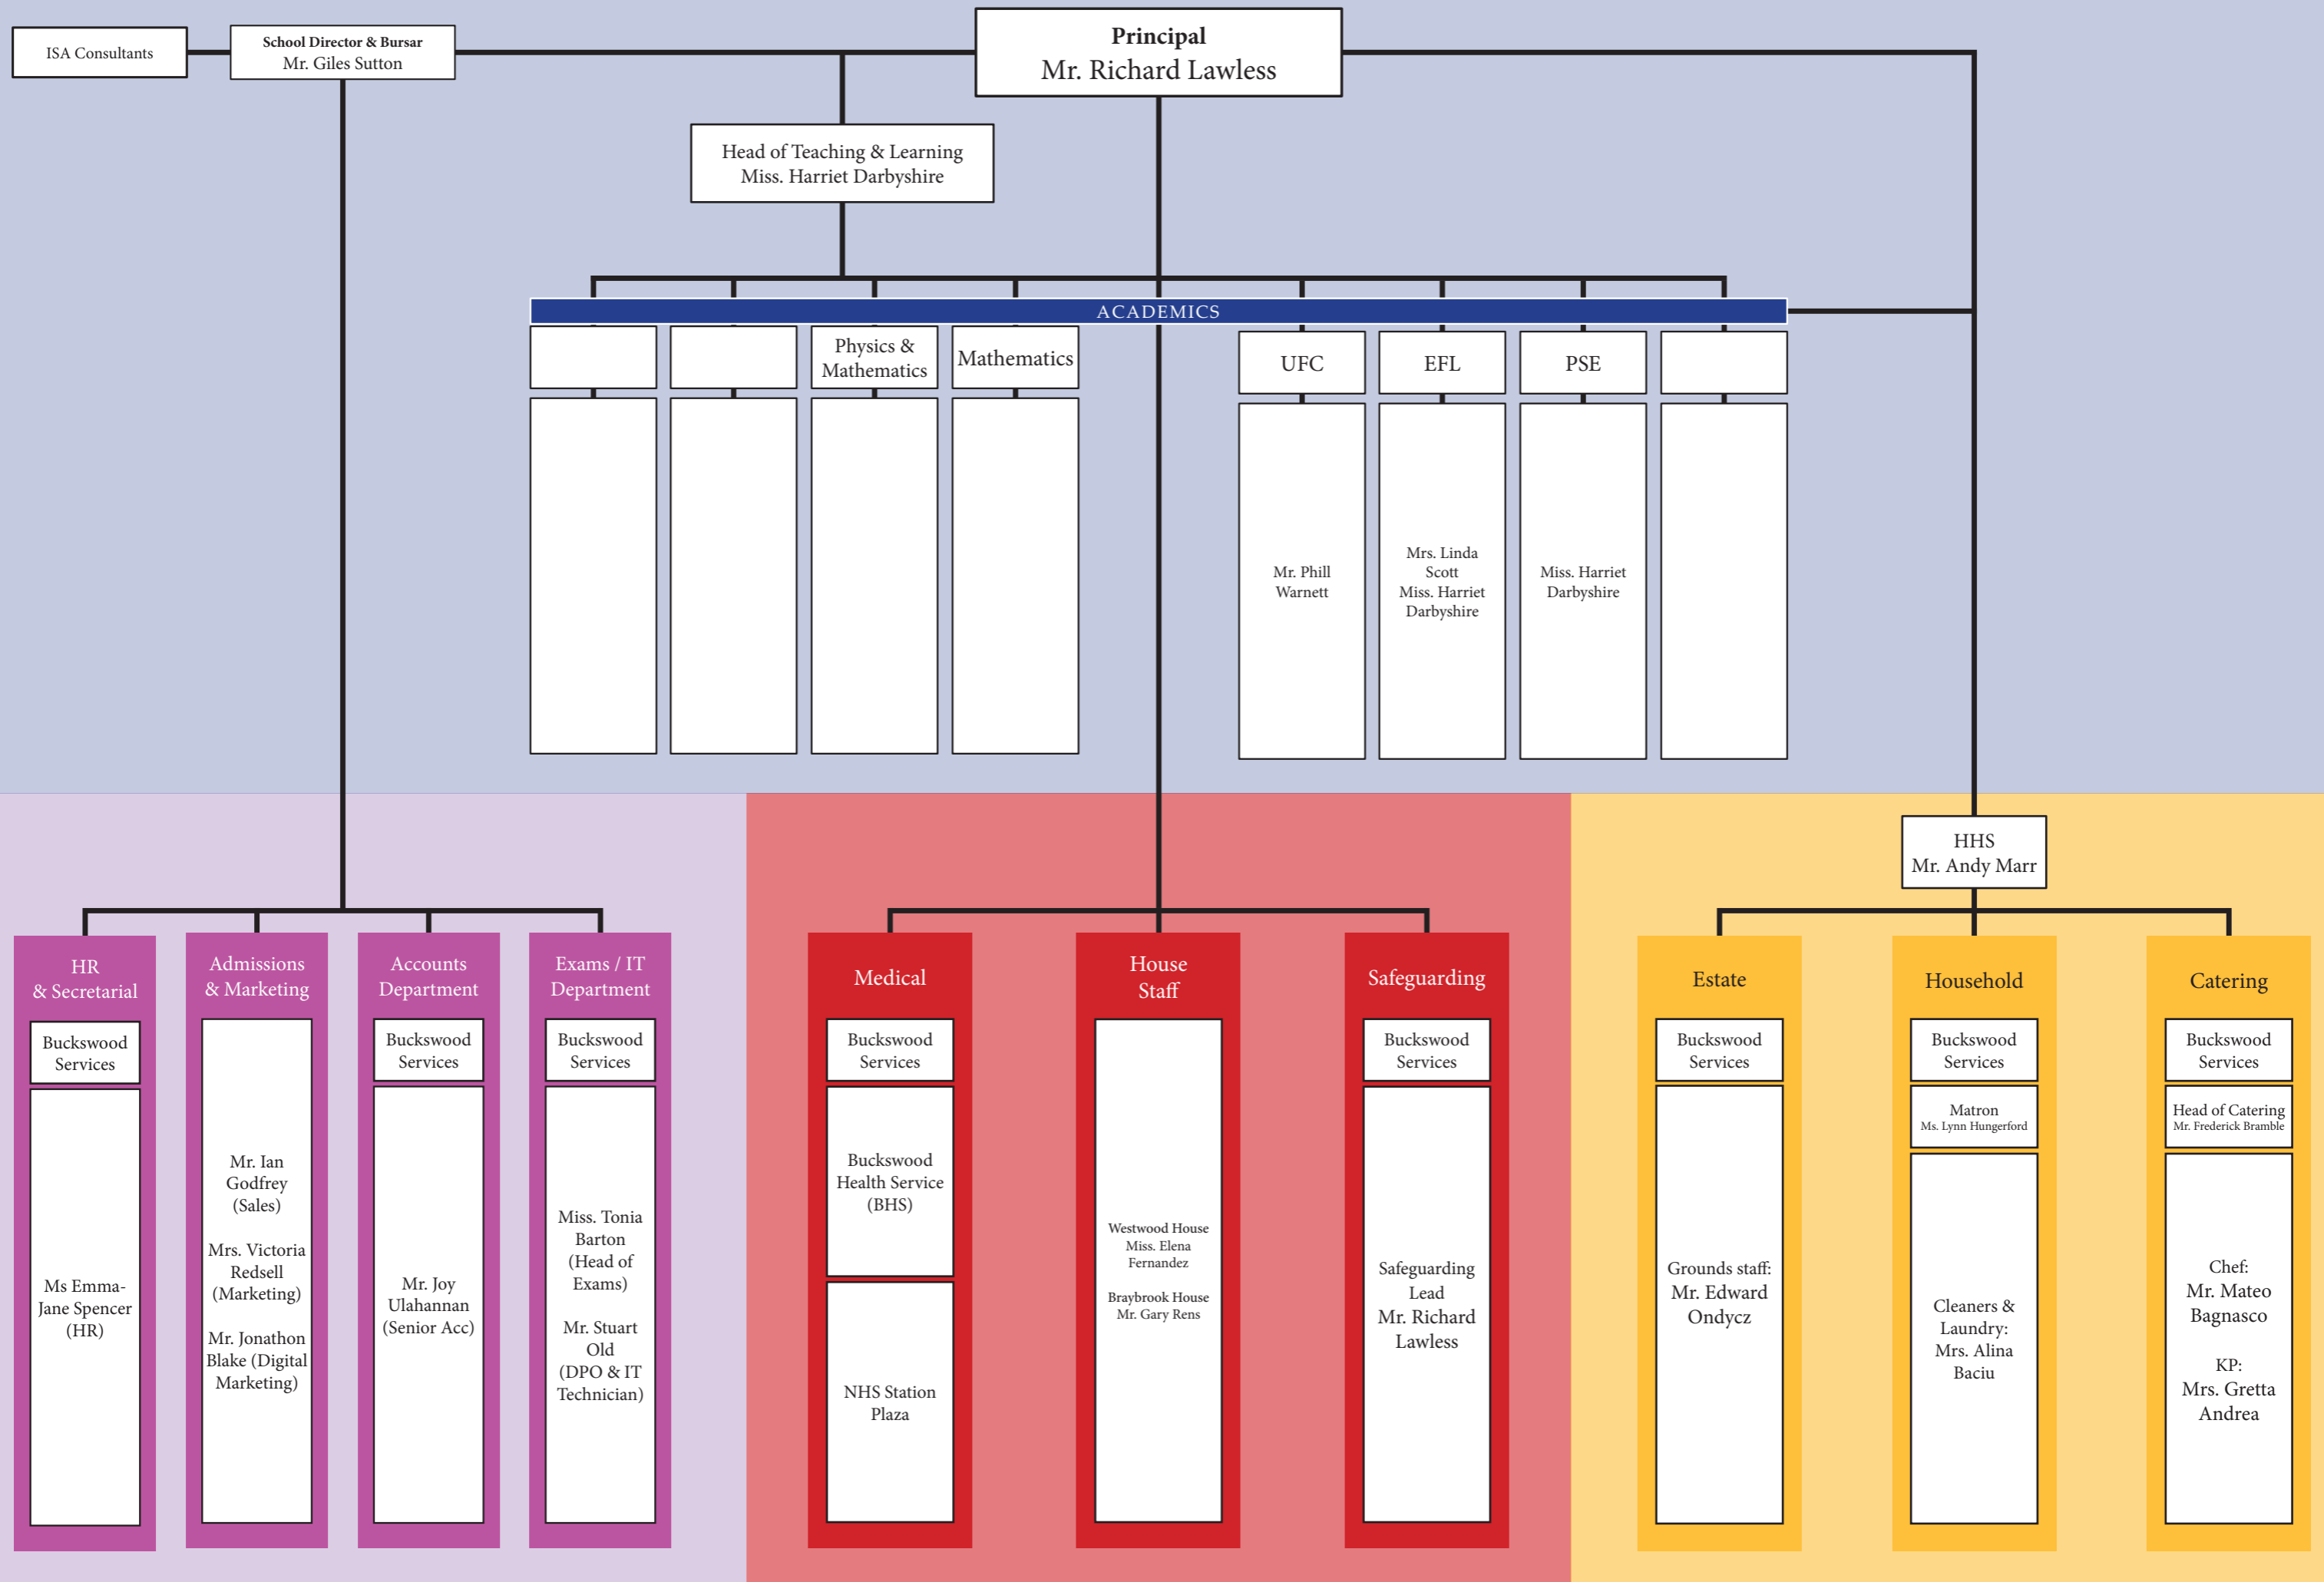 ISA Consultants
School Director & Bursar
Mr. Giles Sutton
Principal
Mr. Richard Lawless
Head of Teaching & Learning
Miss. Harriet Darbyshire
ACADEMICS
Physics &
Mathematics
Mathematics
UFC
EFL
PSE
Mr. Phill
Warnett
Mrs. Linda
Scott
Miss. Harriet
Darbyshire
Miss. Harriet
Darbyshire
HHS
Mr. Andy Marr
HR
& Secretarial
Buckswood
Services
Ms Emma-
Jane Spencer
(HR)
Admissions
& Marketing
Mr. Ian
Godfrey
(Sales)
Mrs. Victoria
Redsell
(Marketing)
Mr. Jonathon
Blake (Digital
Marketing)
Accounts
Department
Buckswood
Services
Mr. Joy
Ulahannan
(Senior Acc)
Exams / IT
Department
Buckswood
Services
Miss. Tonia
Barton
(Head of
Exams)
Mr. Stuart
Old
(DPO & IT
Technician)
Medical
Buckswood
Services
Buckswood
Health Service
(BHS)
NHS Station
Plaza
House
Staff
Westwood House
Miss. Elena
Fernandez
Braybrook House
Mr. Gary Rens
Safeguarding
Buckswood
Services
Safeguarding
Lead
Mr. Richard
Lawless
Estate
Buckswood
Services
Grounds staff:
Mr. Edward
Ondycz
Household
Buckswood
Services
Matron
Ms. Lynn Hungerford
Cleaners &
Laundry:
Mrs. Alina
Baciu
Catering
Buckswood
Services
Head of Catering
Mr. Frederick Bramble
Chef:
Mr. Mateo
Bagnasco
KP:
Mrs. Gretta
Andrea